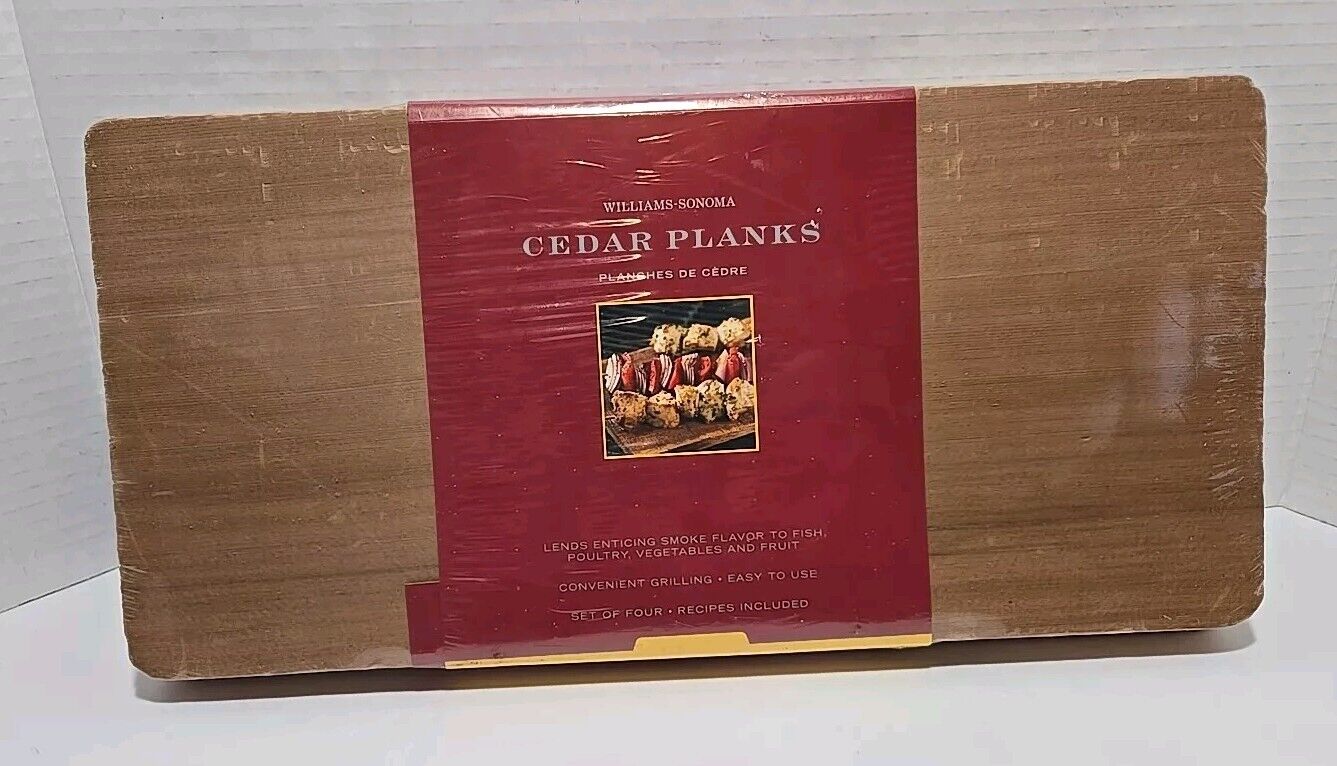 WILLIAMS-SONOMA
CEDAR PLANKS
PLANCHES DE CÈDRE
LENDS ENTICING SMOKE FLAVOR TO FISH,
POULTRY, VEGETABLES AND FRUIT
CONVENIENT GRILLING • EASY TO USE
SET OF FOUR • RECIPES INCLUDED